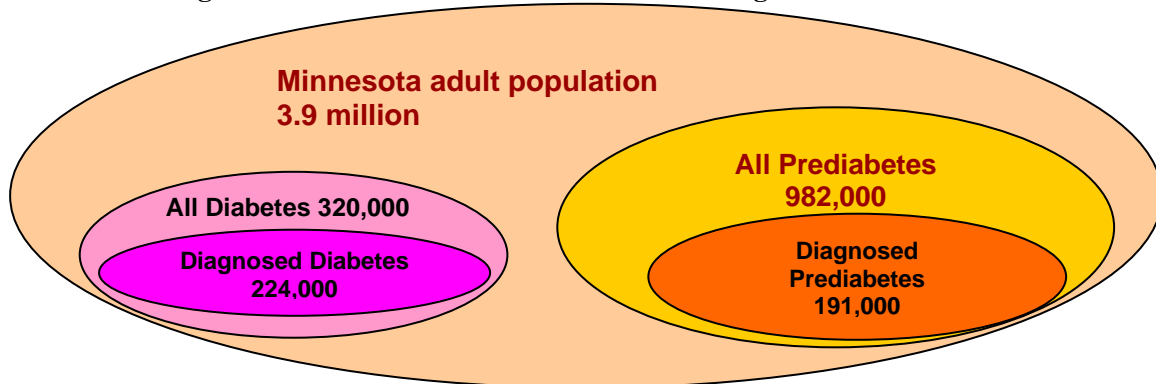 Minnesota adult population
3.9 million
All Prediabetes
982,000
All Diabetes 320,000
Diagnosed Diabetes
224,000
Diagnosed
Prediabetes
191,000